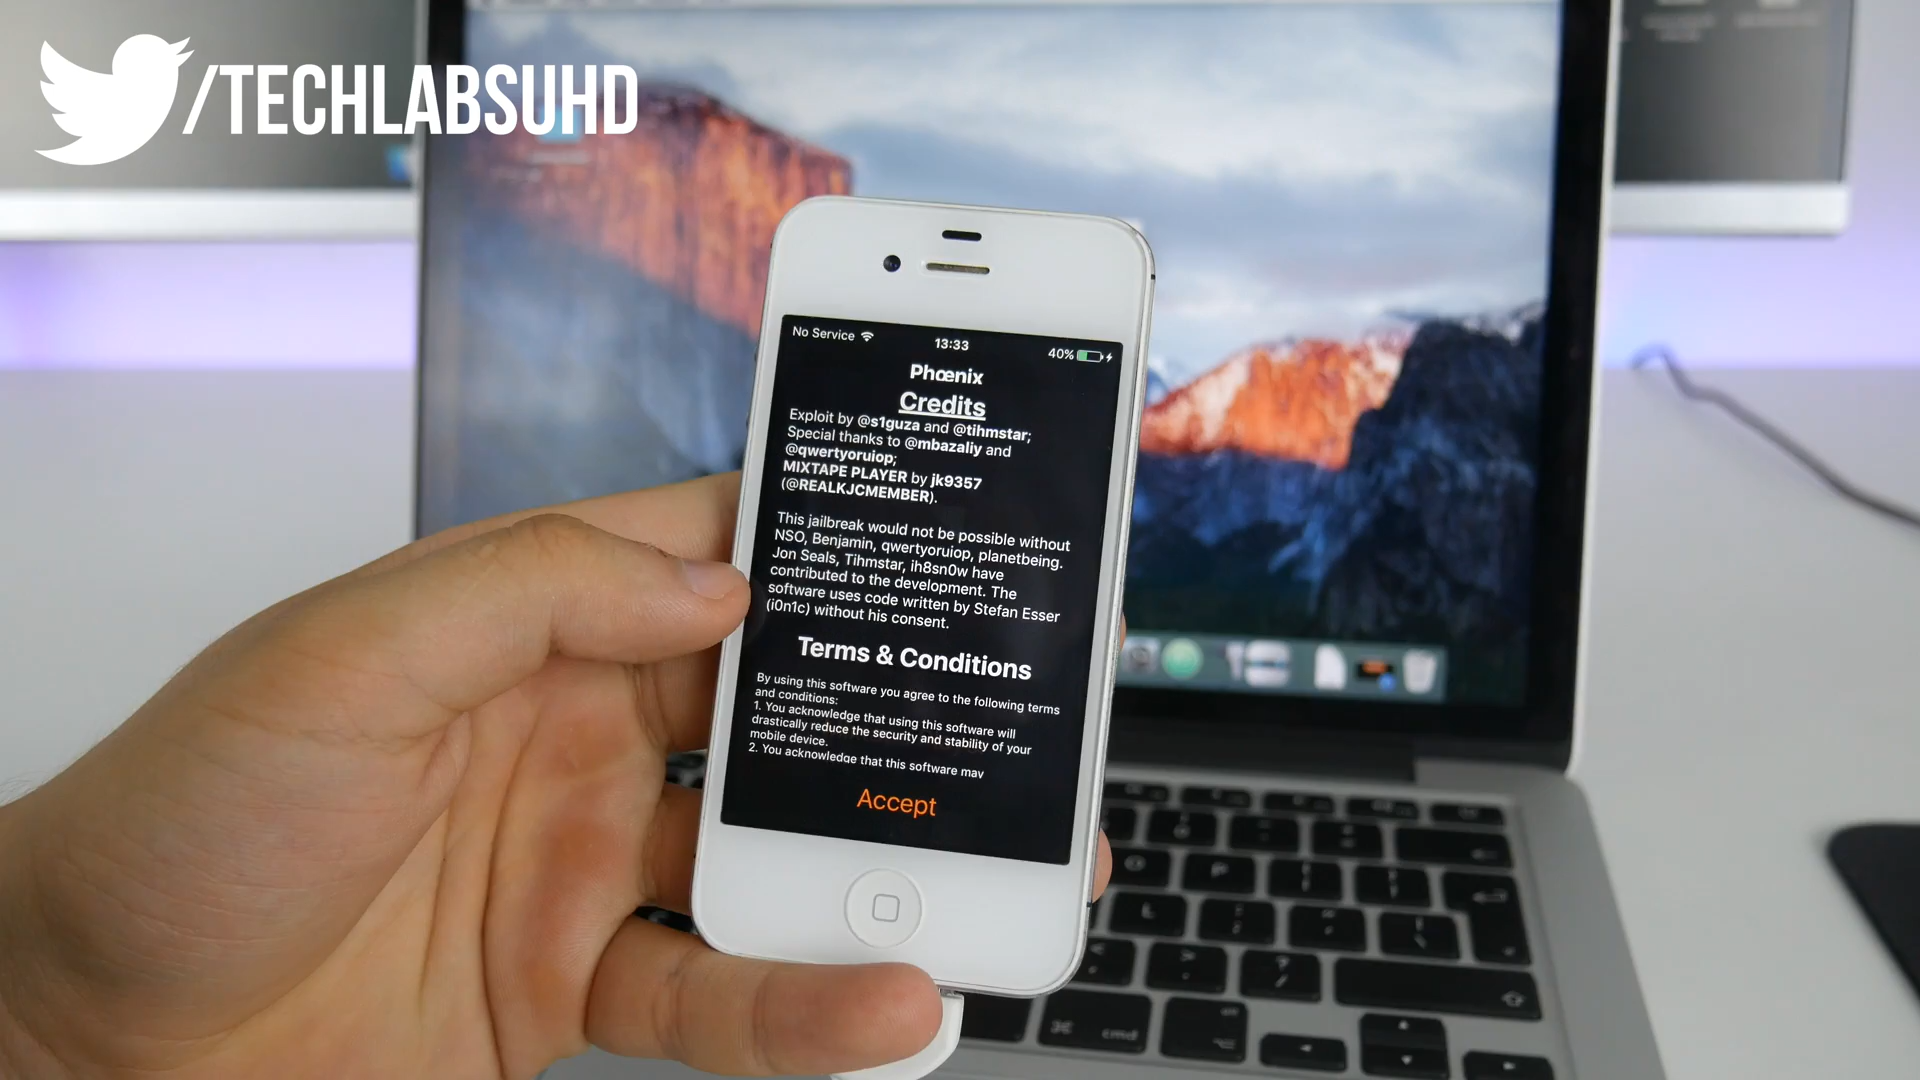 /TECHLABSUHD
No Service 13:33 40%
Phœnix
Credits
Exploit by @s1guza and @tihmstar;
Special thanks to @mbazaliy and
@qwertyoruiop;
MIXTAPE PLAYER by jk9357
(@REALKJCMEMBER).
This jailbreak would not be possible without
NSO, Benjamin, qwertyoruiop, planetbeing.
Jon Seals, Tihmstar, ih8sn0w have
contributed to the development. The
software uses code written by Stefan Esser
(i0n1c) without his consent.
Terms & Conditions
By using this software you agree to the following terms
and conditions:
1. You acknowledge that using this software will
drastically reduce the security and stability of your
mobile device.
2. You acknowledge that this software may
Accept
cmd